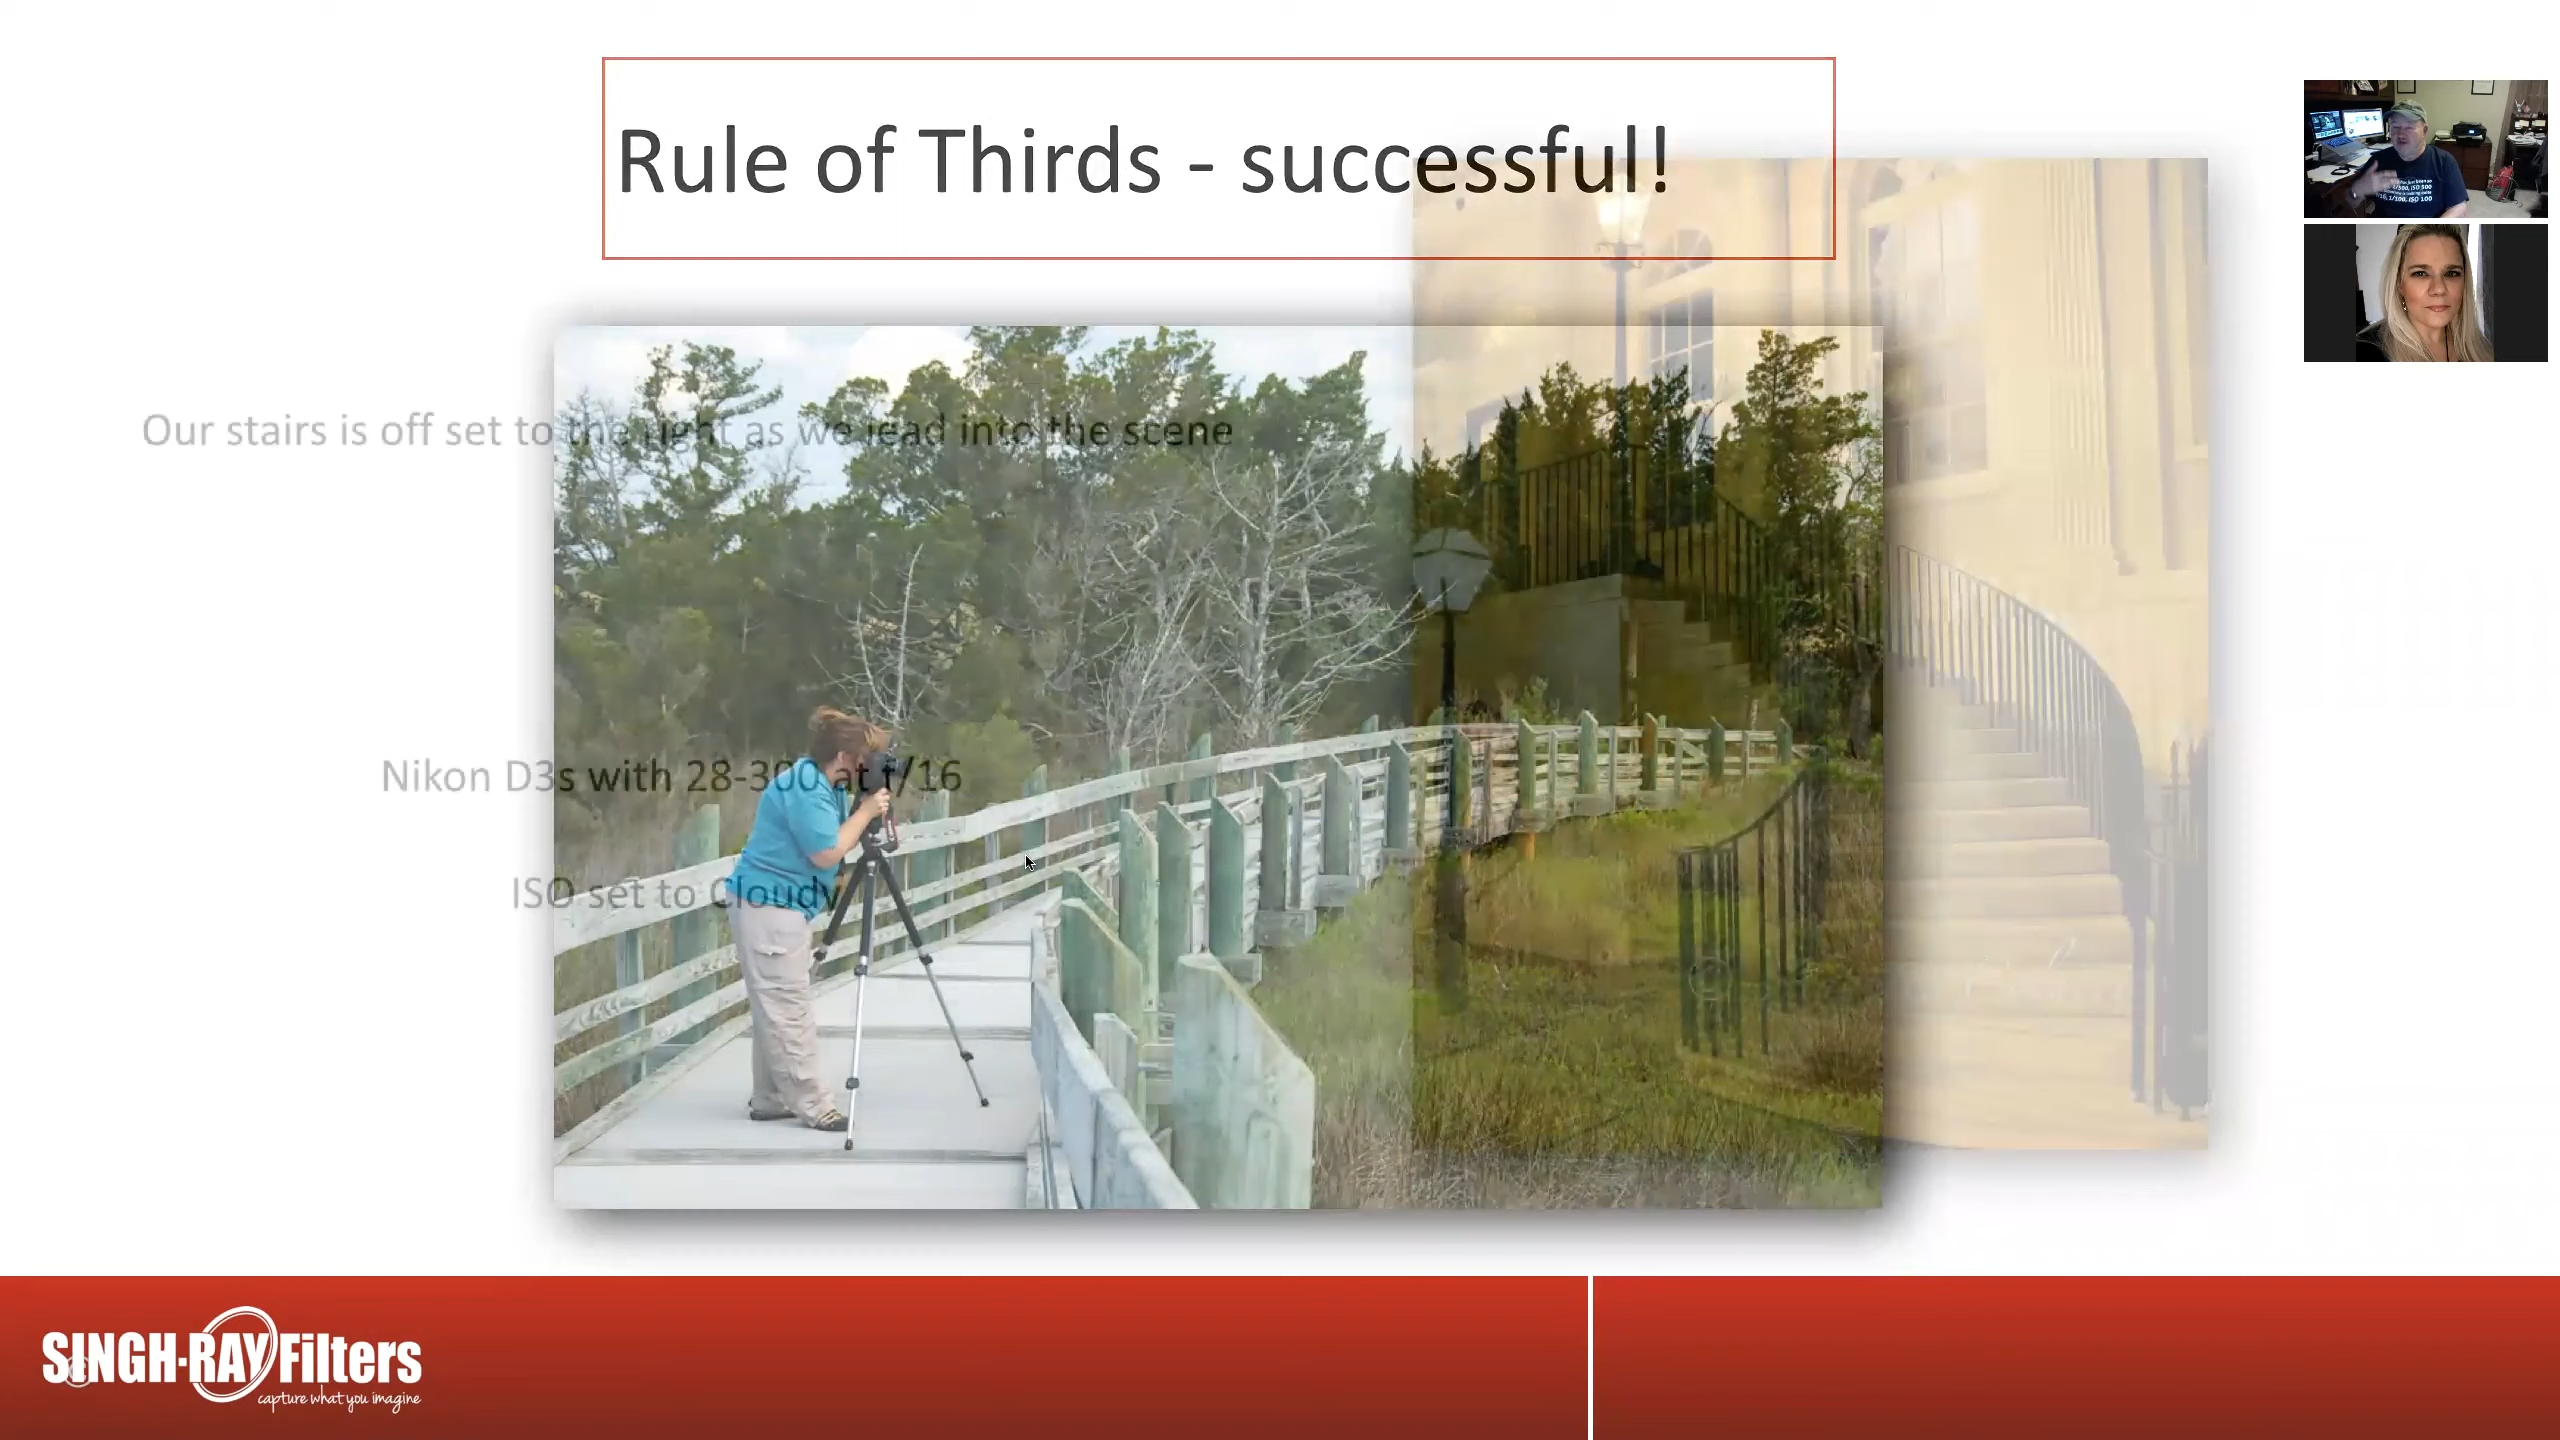 Rule of Thirds - successful!
Our stairs is off set to the right as we lead into the scene
Nikon D3s with 28-300 at f/16
ISO set to Cloudy
SINGH-RAY Filters
capture what you imagine